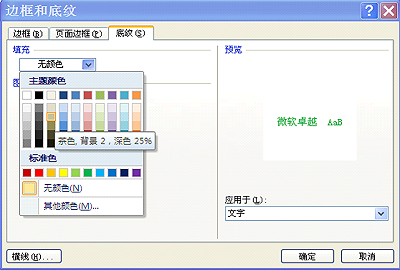 边框和底纹
边框(B) 页面边框(P) 底纹(S)
填充
无颜色
主题颜色
茶色, 背景 2, 深色 25%
标准色
无颜色(N)
其他颜色(M)...
图
预览
微软卓越 AaB
应用于(L):
文字
横线(H)... 确定 取消